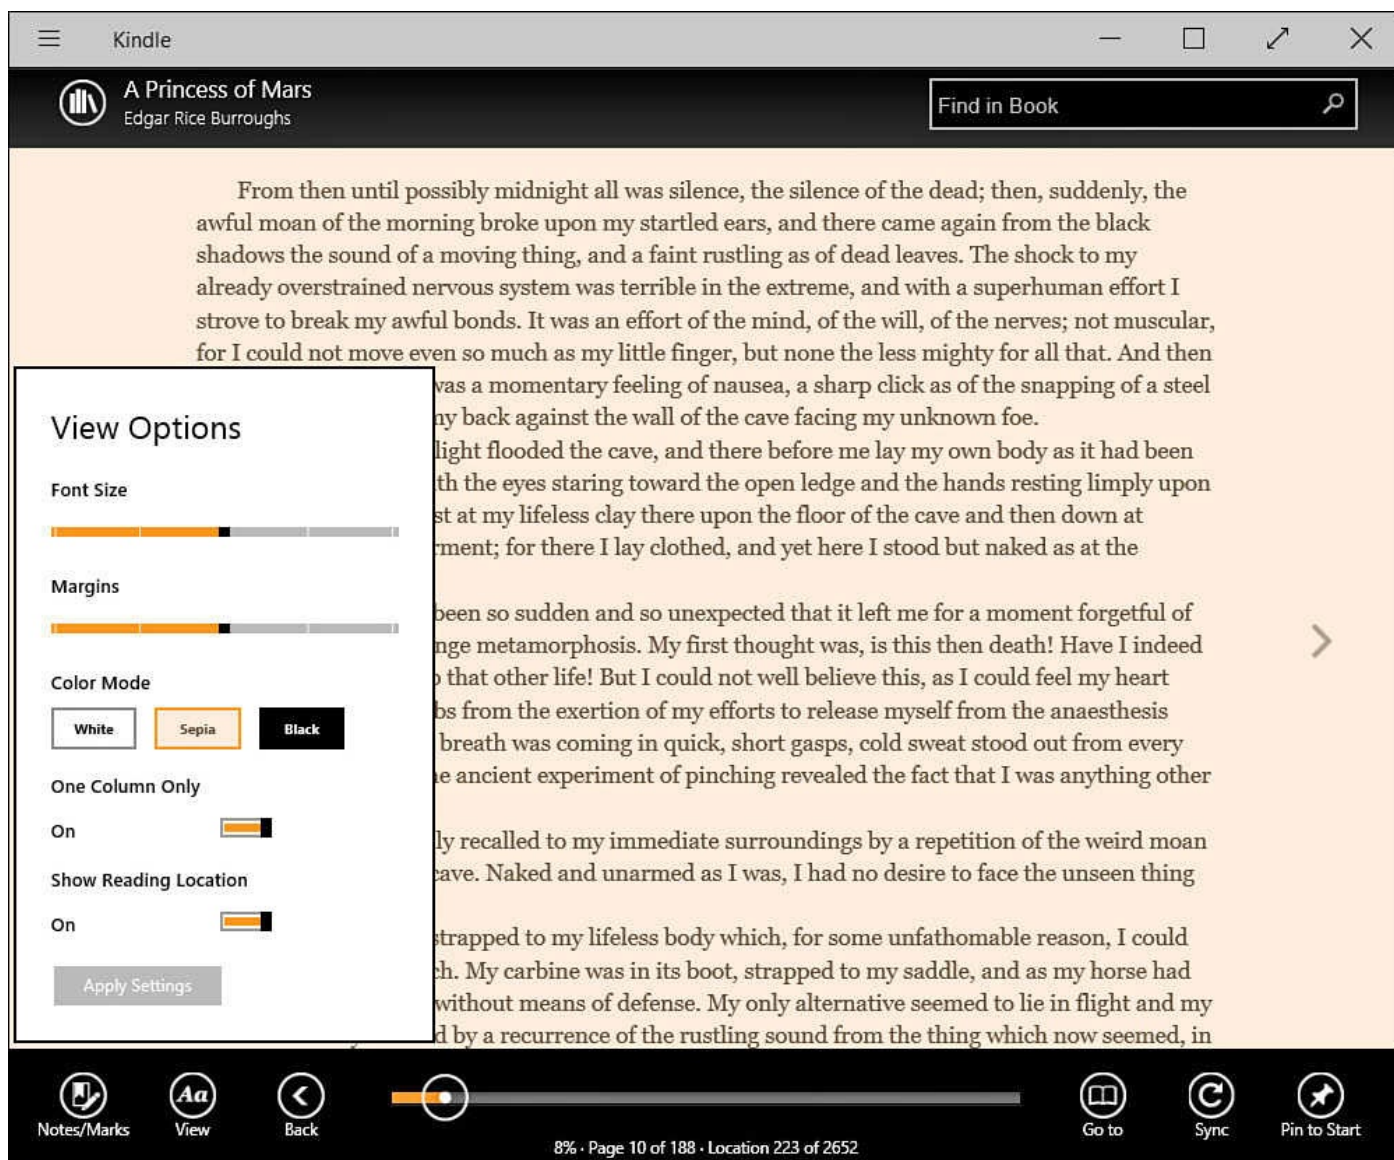 Kindle
A Princess of Mars
Edgar Rice Burroughs
Find in Book
From then until possibly midnight all was silence, the silence of the dead; then, suddenly, the
awful moan of the morning broke upon my startled ears, and there came again from the black
shadows the sound of a moving thing, and a faint rustling as of dead leaves. The shock to my
already overstrained nervous system was terrible in the extreme, and with a superhuman effort I
strove to break my awful bonds. It was an effort of the mind, of the will, of the nerves; not muscular,
for I could not move even so much as my little finger, but none the less mighty for all that. And then
was a momentary feeling of nausea, a sharp click as of the snapping of a steel
my back against the wall of the cave facing my unknown foe.
light flooded the cave, and there before me lay my own body as it had been
the eyes staring toward the open ledge and the hands resting limply upon
at my lifeless clay there upon the floor of the cave and then down at
for there I lay clothed, and yet here I stood but naked as at the
been so sudden and so unexpected that it left me for a moment forgetful of
metamorphosis. My first thought was, is this then death! Have I indeed
that other life! But I could not well believe this, as I could feel my heart
from the exertion of my efforts to release myself from the anaesthesis
breath was coming in quick, short gasps, cold sweat stood out from every
ancient experiment of pinching revealed the fact that I was anything other
recalled to my immediate surroundings by a repetition of the weird moan
cave. Naked and unarmed as I was, I had no desire to face the unseen thing
strapped to my lifeless body which, for some unfathomable reason, I could
My carbine was in its boot, strapped to my saddle, and as my horse had
without means of defense. My only alternative seemed to lie in flight and my
by a recurrence of the rustling sound from the thing which now seemed, in
View Options
Font Size
Margins
Color Mode
White Sepia Black
One Column Only
On
Show Reading Location
On
Apply Settings
Notes/Marks
Aa
View
Back
8% · Page 10 of 188 · Location 223 of 2652
Go to
Sync
Pin to Start